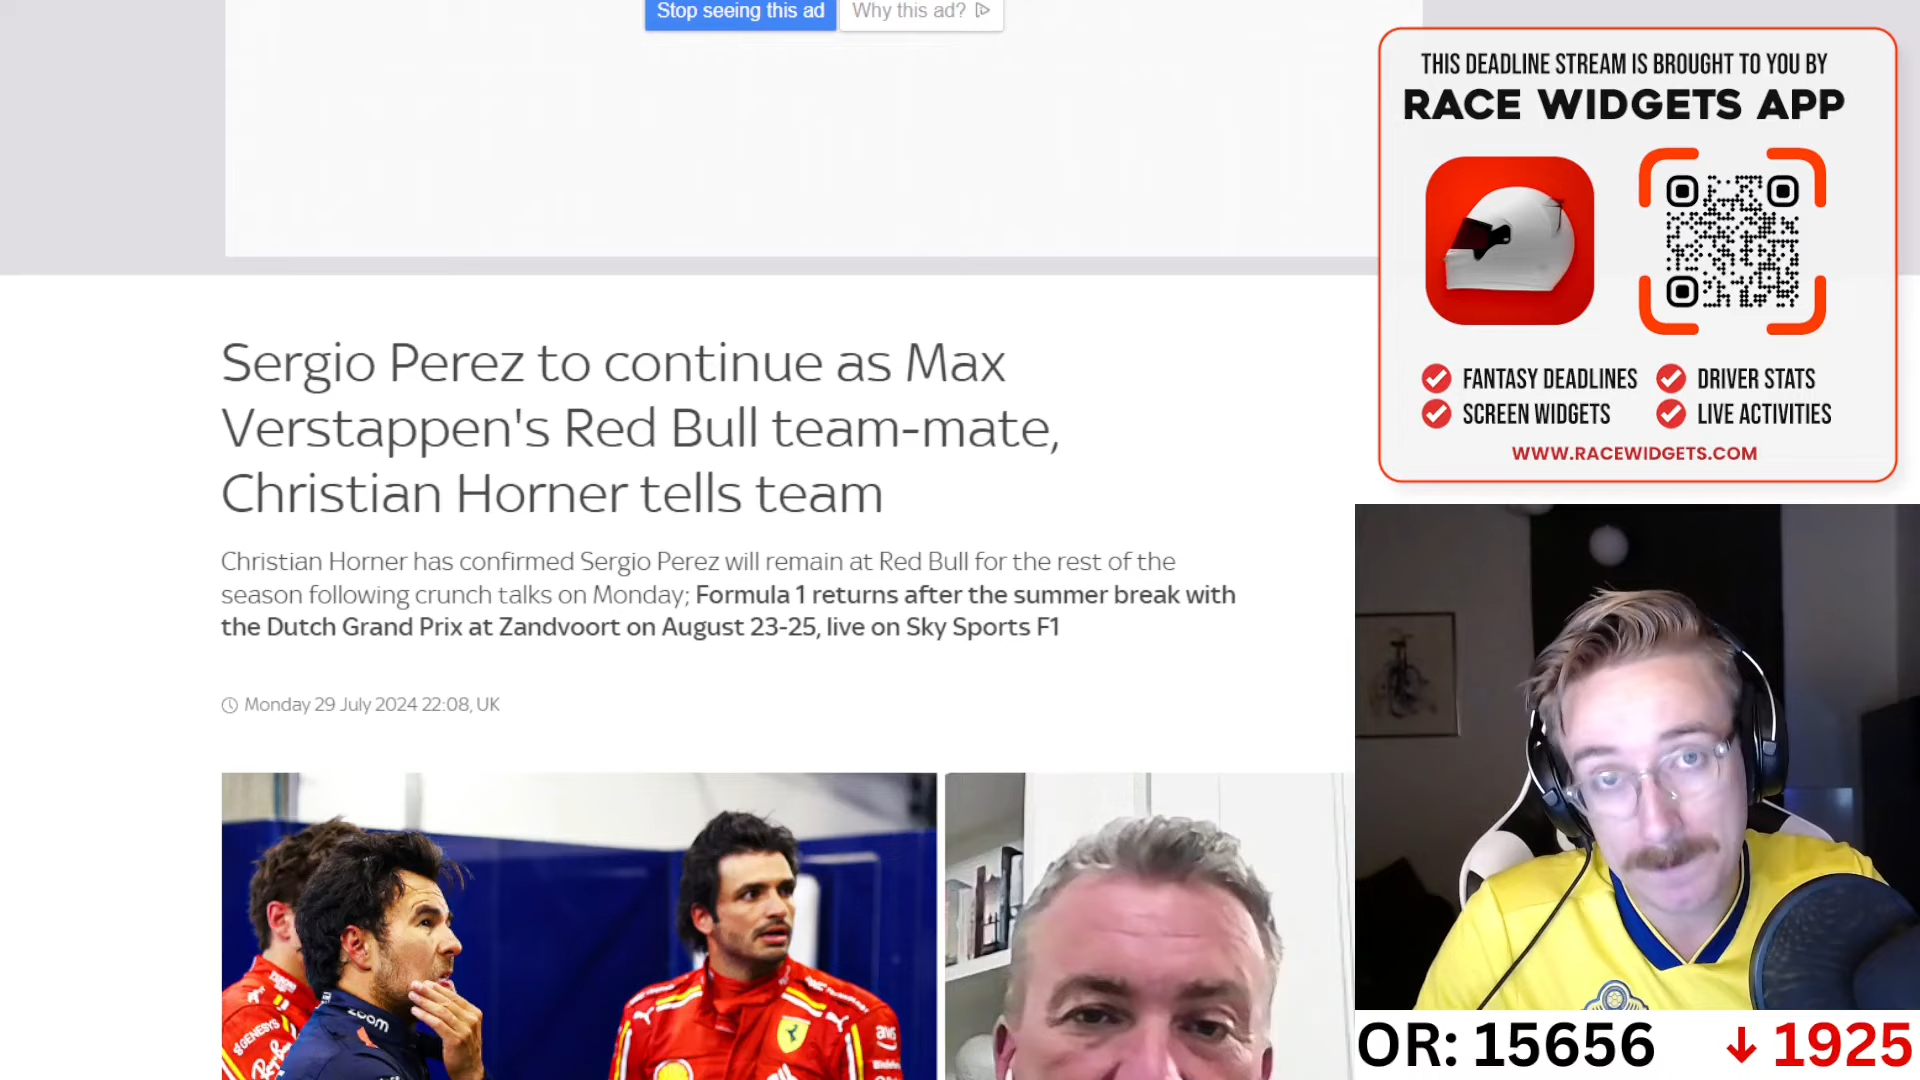 Stop seeing this ad
Why this ad?
THIS DEADLINE STREAM IS BROUGHT TO YOU BY
RACE WIDGETS APP
FANTASY DEADLINES
DRIVER STATS
SCREEN WIDGETS
LIVE ACTIVITIES
WWW.RACEWIDGETS.COM
Sergio Perez to continue as Max
Verstappen's Red Bull team-mate,
Christian Horner tells team
Christian Horner has confirmed Sergio Perez will remain at Red Bull for the rest of the
season following crunch talks on Monday; Formula 1 returns after the summer break with
the Dutch Grand Prix at Zandvoort on August 23-25, live on Sky Sports F1
Monday 29 July 2024 22:08, UK
zoom
GENESYS
aws
OR: 15656
1925